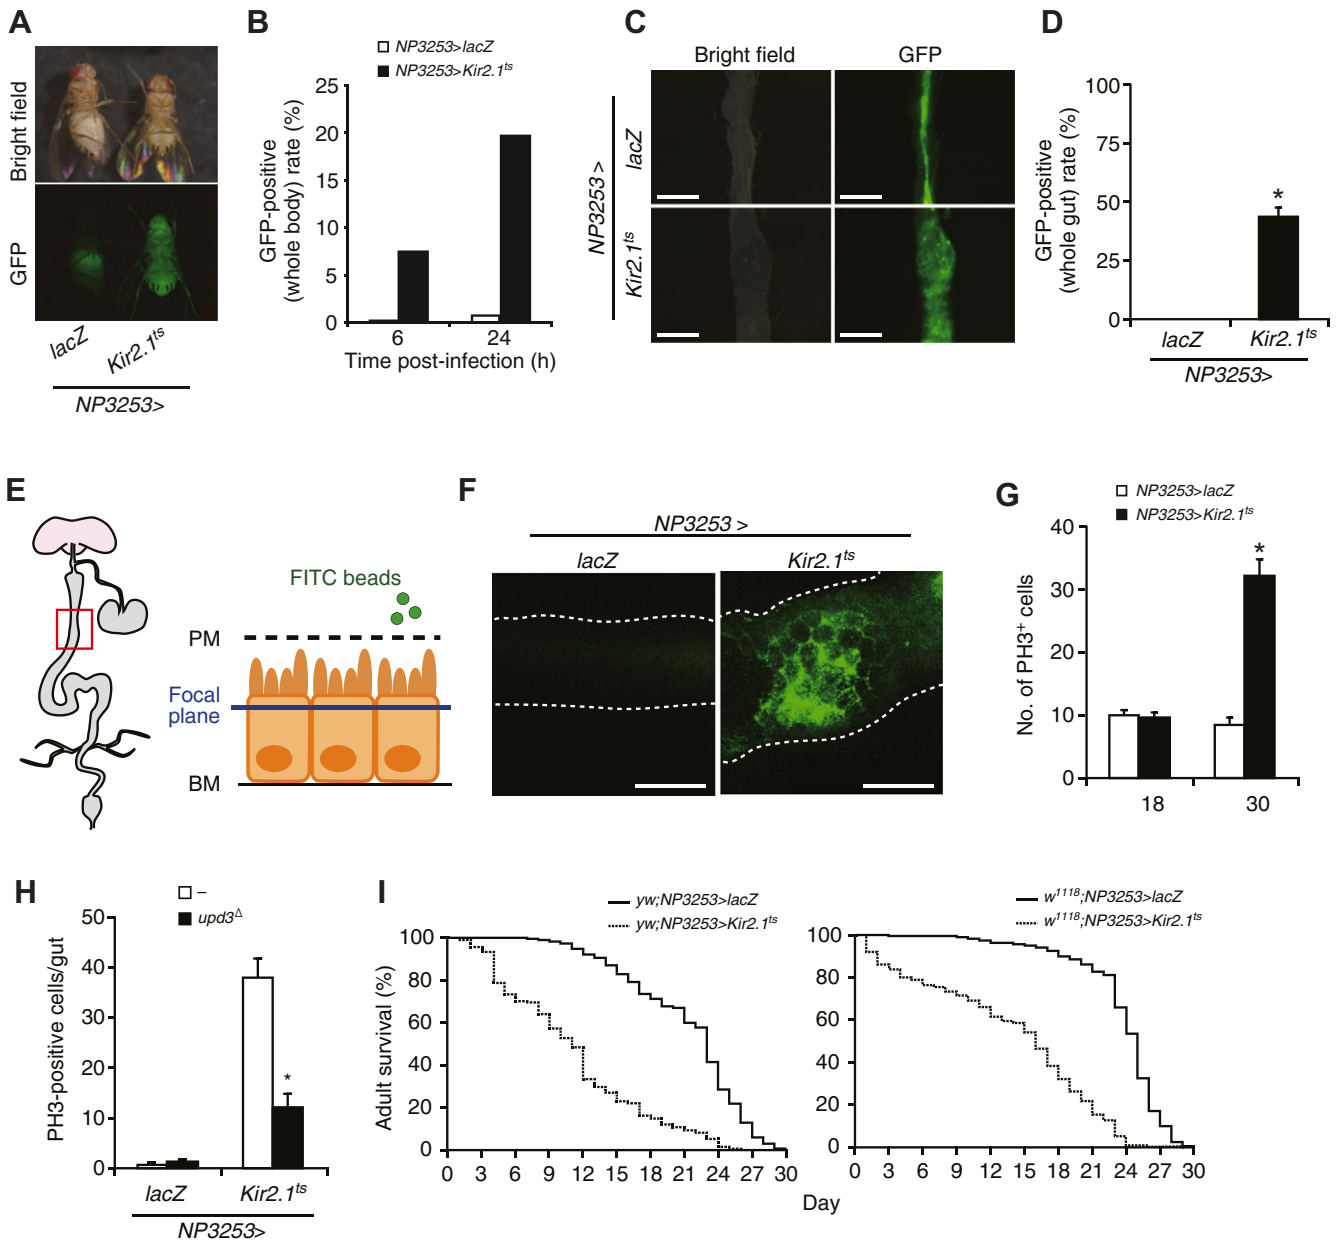 A
Bright field
GFP
lacZ
Kir2.1ts
NP3253>
B
NP3253>lacZ
NP3253>Kir2.1ts
GFP-positive
(whole body) rate (%)
25
20
15
10
5
0
6
24
Time post-infection (h)
C
Bright field
GFP
NP3253 >
lacZ
Kir2.1ts
D
GFP-positive
(whole gut) rate (%)
100
75
50
25
0
*
lacZ
Kir2.1ts
NP3253>
E
FITC beads
PM
Focal
plane
BM
F
NP3253 >
lacZ
Kir2.1ts
G
NP3253>lacZ
NP3253>Kir2.1ts
No. of PH3+ cells
40
30
20
10
0
*
18
30
H
–
upd3Δ
PH3-positive cells/gut
50
40
30
20
10
0
*
lacZ
Kir2.1ts
NP3253>
I
yw;NP3253>lacZ
yw;NP3253>Kir2.1ts
Adult survival (%)
100
80
60
40
20
0
0 3 6 9 12 15 18 21 24 27 30
w1118;NP3253>lacZ
w1118;NP3253>Kir2.1ts
100
80
60
40
20
0
0 3 6 9 12 15 18 21 24 27 30
Day